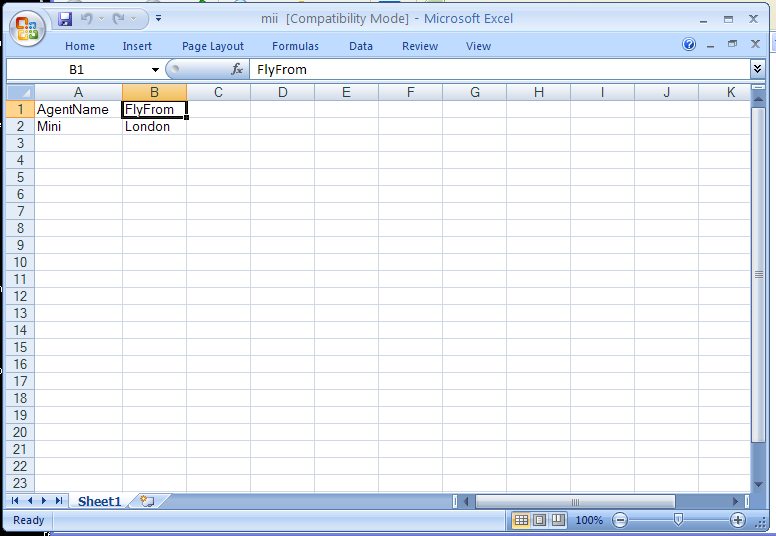 mii [Compatibility Mode] - Microsoft Excel
Home Insert Page Layout Formulas Data Review View
B1 fx FlyFrom
A B C D E F G H I J K
1 AgentName FlyFrom
2 Mini London
3
4
5
6
7
8
9
10
11
12
13
14
15
16
17
18
19
20
21
22
23
Sheet1
Ready 100%